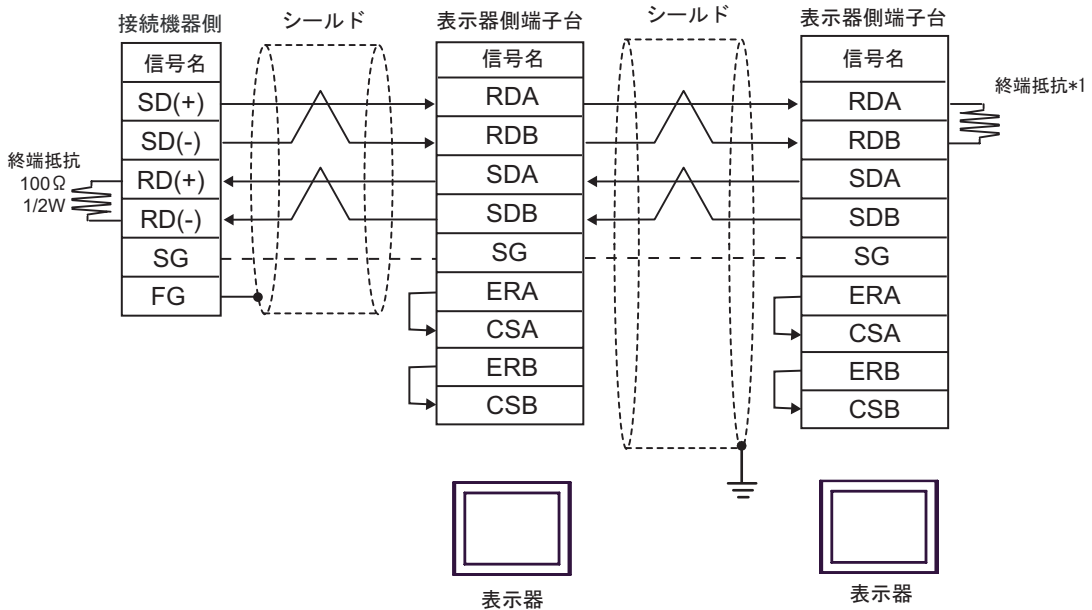 接続機器側
信号名
SD(+)
SD(-)
RD(+)
RD(-)
SG
FG
終端抵抗
100Ω
1/2W
シールド
表示器側端子台
信号名
RDA
RDB
SDA
SDB
SG
ERA
CSA
ERB
CSB
シールド
表示器側端子台
信号名
RDA
RDB
SDA
SDB
SG
ERA
CSA
ERB
CSB
終端抵抗*1
表示器
表示器